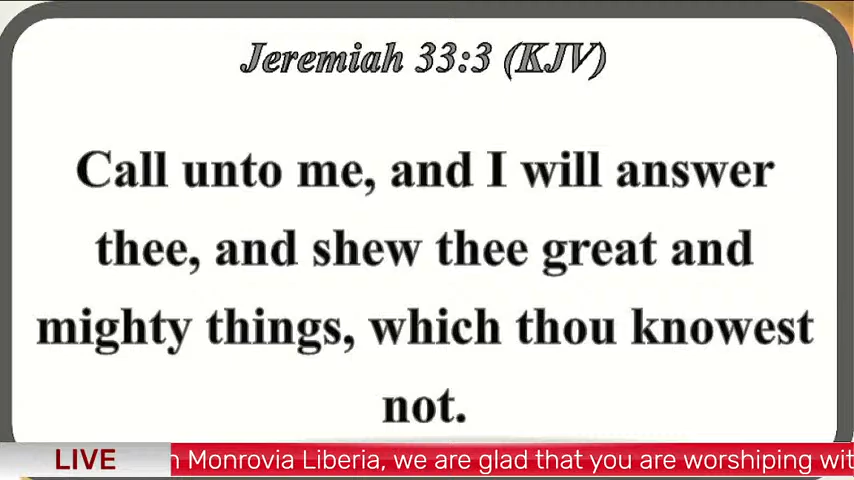 Jeremiah 33:3 (KJV)
Call unto me, and I will answer
thee, and shew thee great and
mighty things, which thou knowest
not.
LIVE
Monrovia Liberia, we are glad that you are worshiping